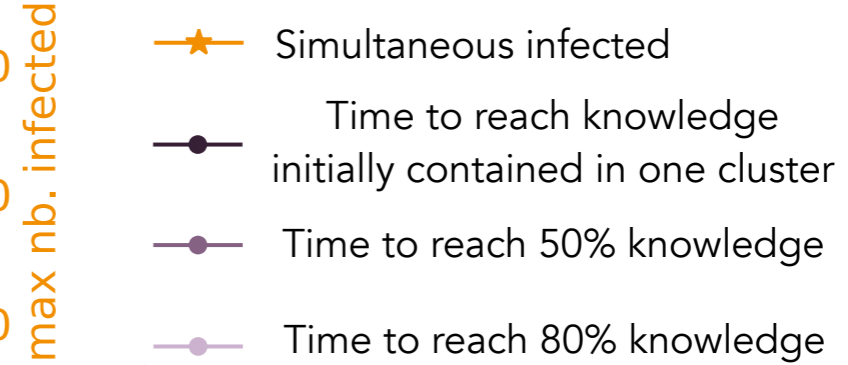 max nb. infected
Simultaneous infected
Time to reach knowledge
initially contained in one cluster
Time to reach 50% knowledge
Time to reach 80% knowledge